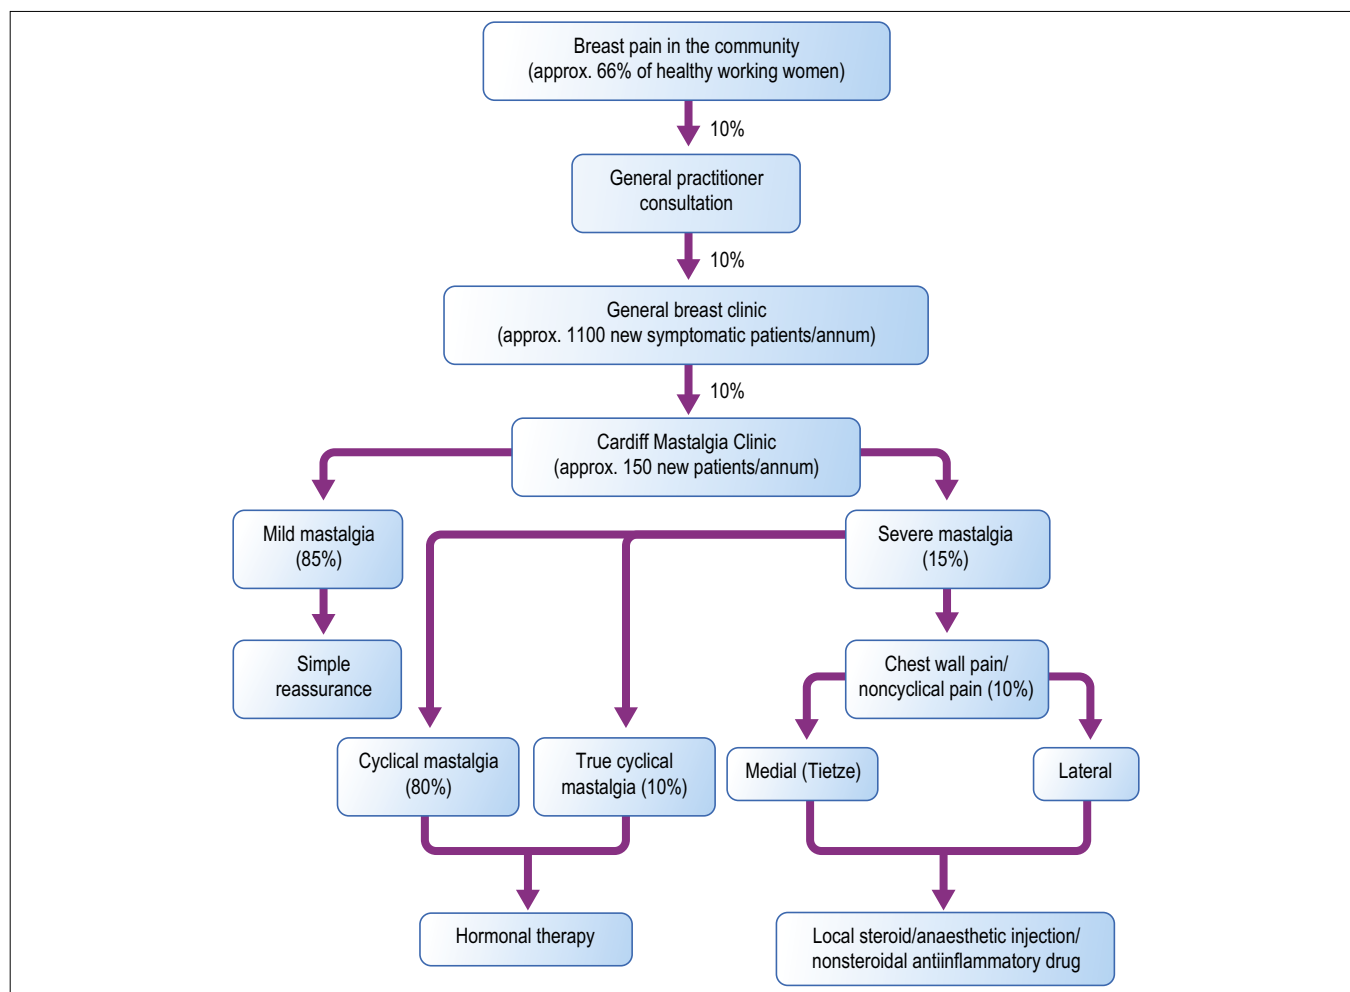 Breast pain in the community
(approx. 66% of healthy working women)
10%
General practitioner
consultation
10%
General breast clinic
(approx. 1100 new symptomatic patients/annum)
10%
Cardiff Mastalgia Clinic
(approx. 150 new patients/annum)
Mild mastalgia
(85%)
Severe mastalgia
(15%)
Simple
reassurance
Chest wall pain/
noncyclical pain (10%)
Cyclical mastalgia
(80%)
True cyclical
mastalgia (10%)
Medial (Tietze)
Lateral
Hormonal therapy
Local steroid/anaesthetic injection/
nonsteroidal antiinflammatory drug